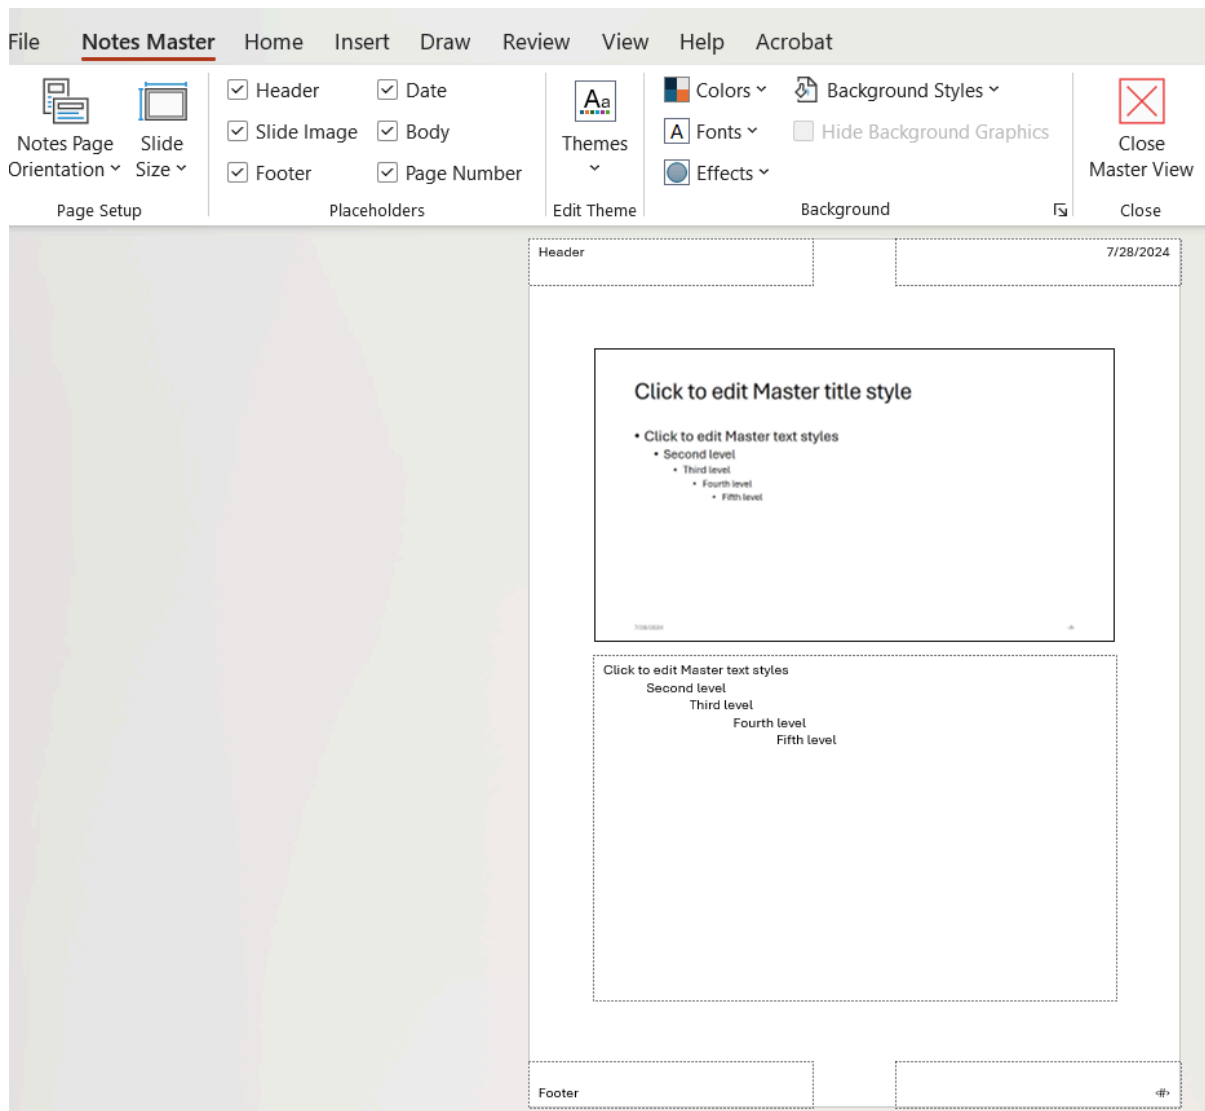 File Notes Master Home Insert Draw Review View Help Acrobat
Header Date Colors Background Styles
Notes Page Slide Slide Image Body Themes Fonts Hide Background Graphics Close
Orientation Size Footer Page Number Effects Master View
Page Setup Placeholders Edit Theme Background Close
Header 7/28/2024
Click to edit Master title style
• Click to edit Master text styles
• Second level
• Third level
• Fourth level
• Fifth level
7/28/2024 ‹#›
Click to edit Master text styles
Second level
Third level
Fourth level
Fifth level
Footer ‹#›